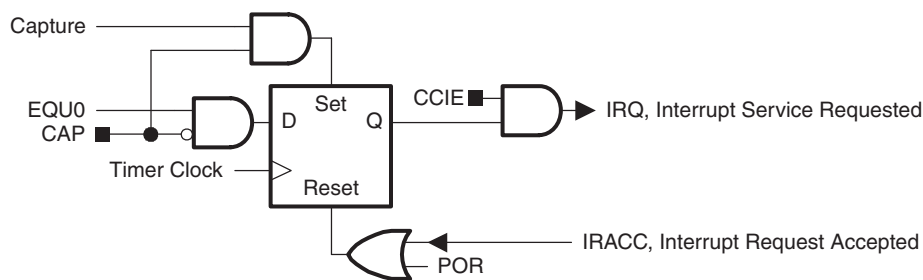 Capture
EQU0
CAP
Timer Clock
Set
D
Q
Reset
CCIE
IRQ, Interrupt Service Requested
IRACC, Interrupt Request Accepted
POR